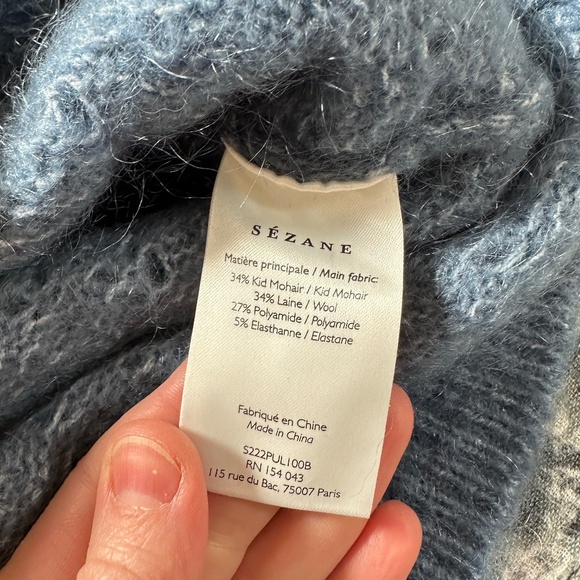 SÉZANE
Matière principale / Main fabric:
34% Kid Mohair / Kid Mohair
34% Laine / Wool
27% Polyamide / Polyamide
5% Elasthanne / Elastane
Fabriqué en Chine
Made in China
S222PUL100B
RN 154 043
115 rue du Bac, 75007 Paris